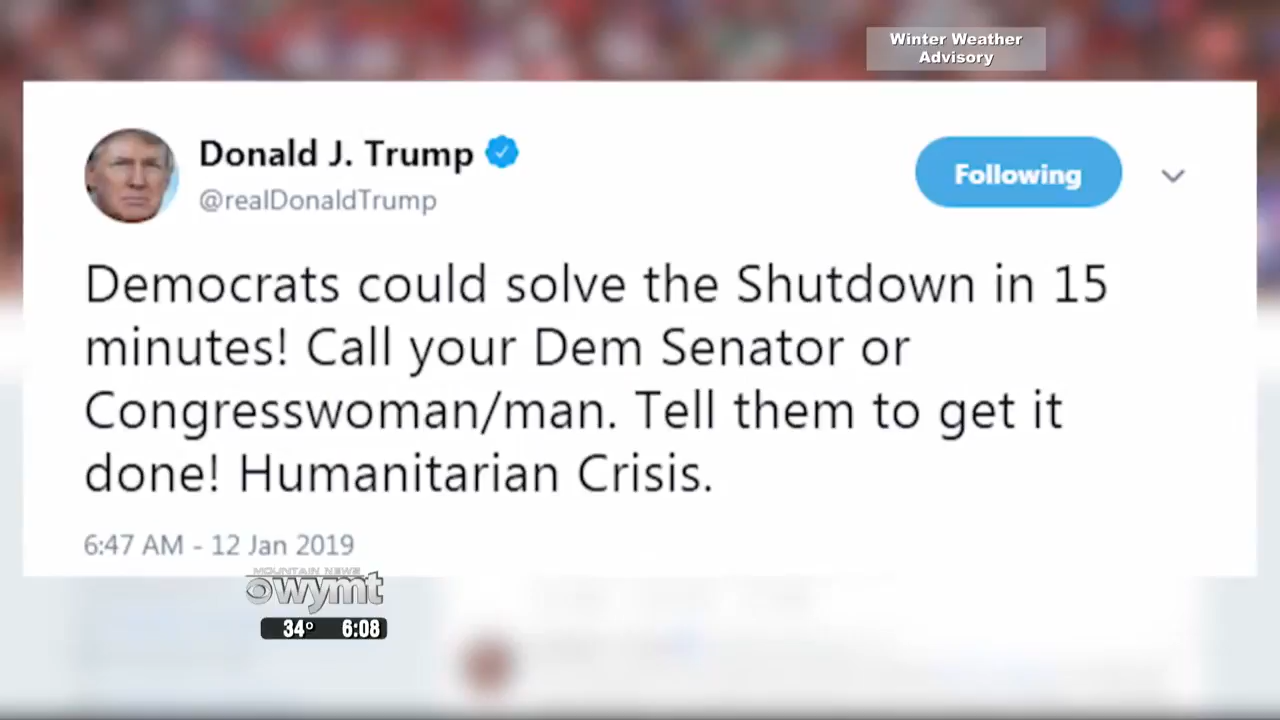 Winter Weather
Advisory
Donald J. Trump
@realDonaldTrump
Following
Democrats could solve the Shutdown in 15
minutes! Call your Dem Senator or
Congresswoman/man. Tell them to get it
done! Humanitarian Crisis.
6:47 AM - 12 Jan 2019
MOUNTAIN NEWS
wymt
34° 6:08